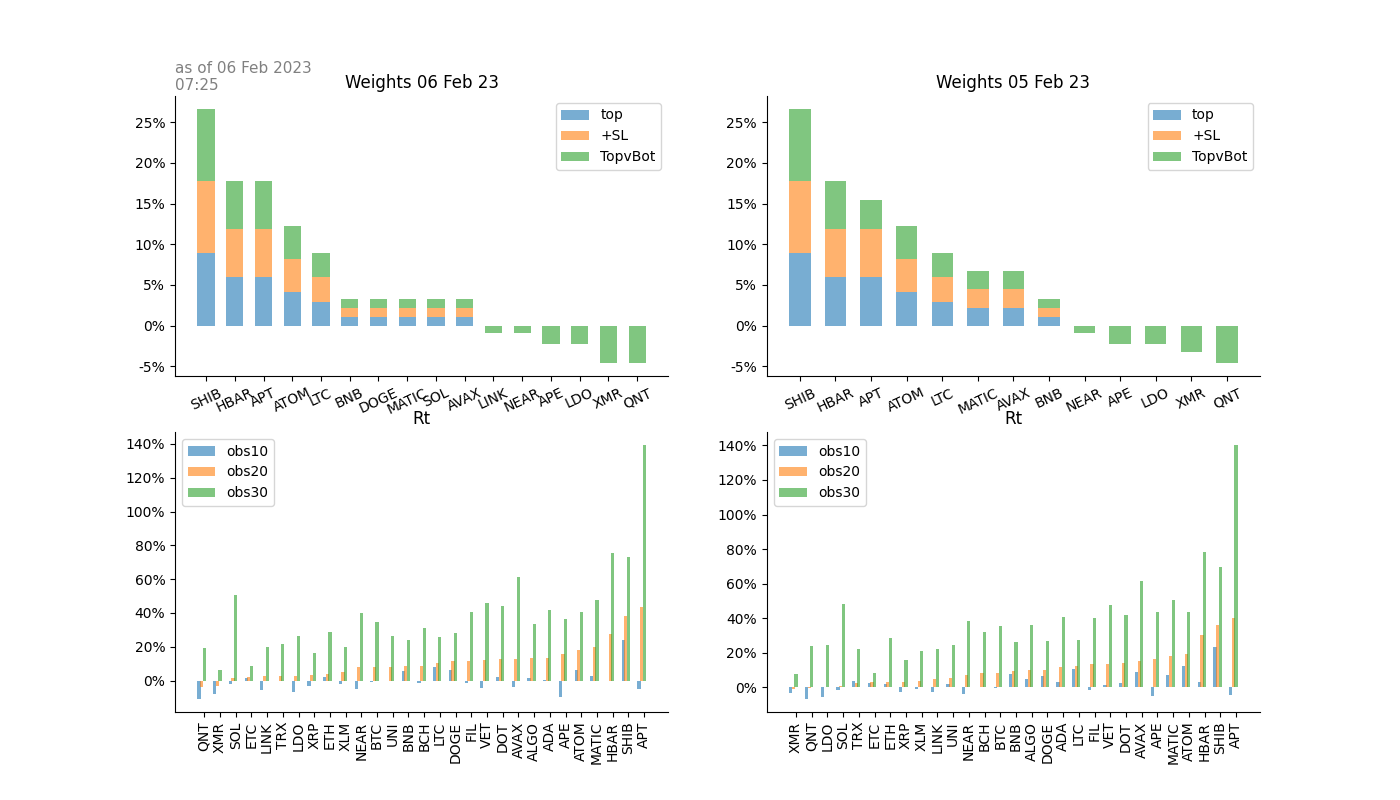 as of 06 Feb 2023
07:25
Weights 06 Feb 23
top
+SL
TopvBot
25%
20%
15%
10%
5%
0%
-5%
SHIB HBAR APT ATOM LTC BNB DOGE MATIC SOL AVAX LINK NEAR APE LDO XMR QNT
Weights 05 Feb 23
top
+SL
TopvBot
25%
20%
15%
10%
5%
0%
-5%
SHIB HBAR APT ATOM LTC MATIC AVAX BNB NEAR APE LDO XMR QNT
Rt
obs10
obs20
obs30
140%
120%
100%
80%
60%
40%
20%
0%
QNT XMR SOL ETC LINK TRX LDO XRP ETH XLM NEAR BTC UNI BNB BCH LTC DOGE FIL VET DOT AVAX ALGO ADA APE ATOM MATIC HBAR SHIB APT
Rt
obs10
obs20
obs30
140%
120%
100%
80%
60%
40%
20%
0%
XMR QNT LDO SOL TRX ETC ETH XRP XLM LINK UNI NEAR BCH BTC BNB ALGO DOGE ADA LTC FIL VET DOT AVAX APE MATIC ATOM HBAR SHIB APT